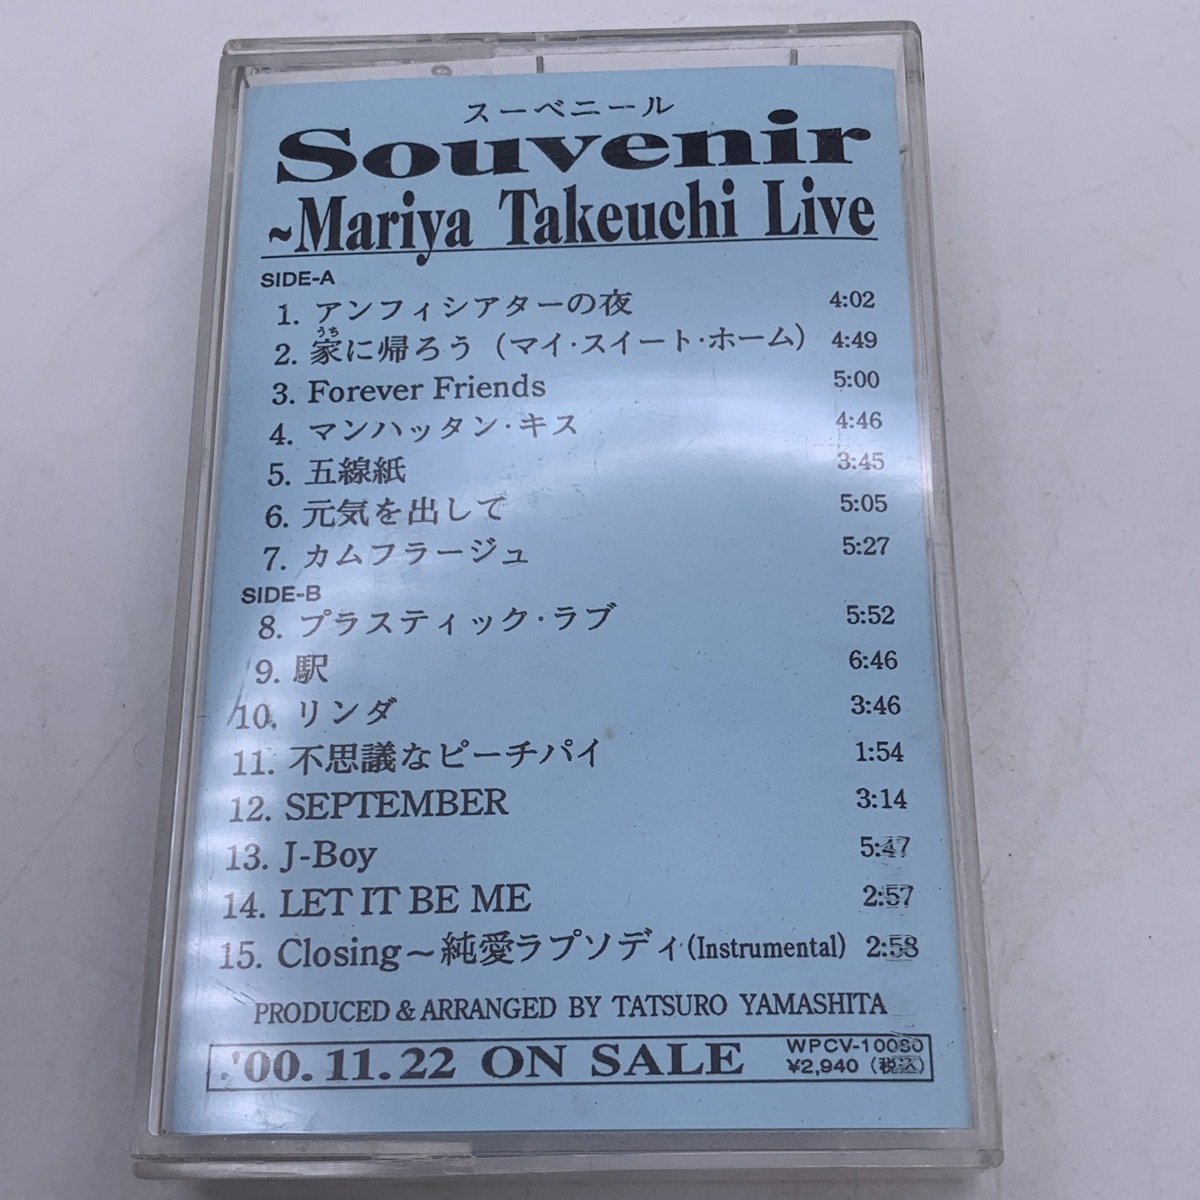 スーベニール
Souvenir
~Mariya Takeuchi Live
SIDE-A
1. アンフィシアターの夜 4:02
うち
2. 家に帰ろう (マイ・スイート・ホーム) 4:49
3. Forever Friends 5:00
4. マンハッタン・キス 4:46
5. 五線紙 3:45
6. 元気を出して 5:05
7. カムフラージュ 5:27
SIDE-B
8. プラスティック・ラブ 5:52
9. 駅 6:46
10. リンダ 3:46
11. 不思議なピーチパイ 1:54
12. SEPTEMBER 3:14
13. J-Boy 5:47
14. LET IT BE ME 2:57
15. Closing~純愛ラプソディ (Instrumental) 2:58
PRODUCED & ARRANGED BY TATSURO YAMASHITA
'00.11.22 ON SALE
WPCV-10080
¥2,940 (税込)